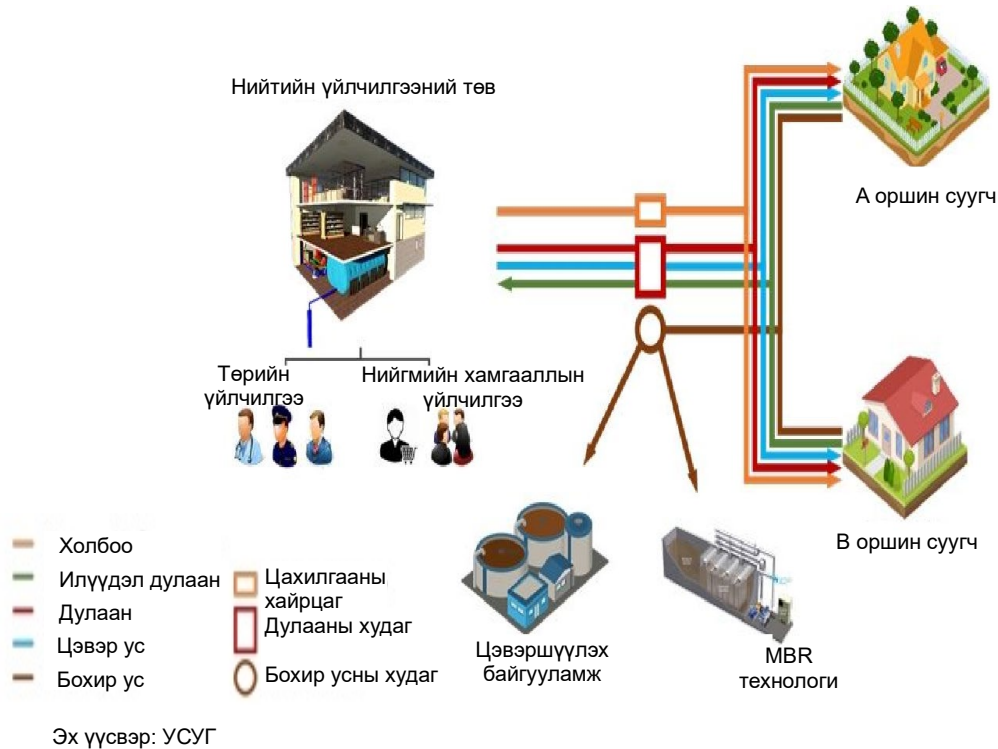 Нийтийн үйлчилгээний төв
А оршин суугч
Төрийн
үйлчилгээ
Нийгмийн хамгааллын
үйлчилгээ
В оршин суугч
Холбоо
Илүүдэл дулаан
Дулаан
Цэвэр ус
Бохир ус
Цахилгааны
хайрцаг
Дулааны худаг
Бохир усны худаг
Цэвэршүүлэх
байгууламж
MBR
технологи
Эх үүсвэр: УСУГ